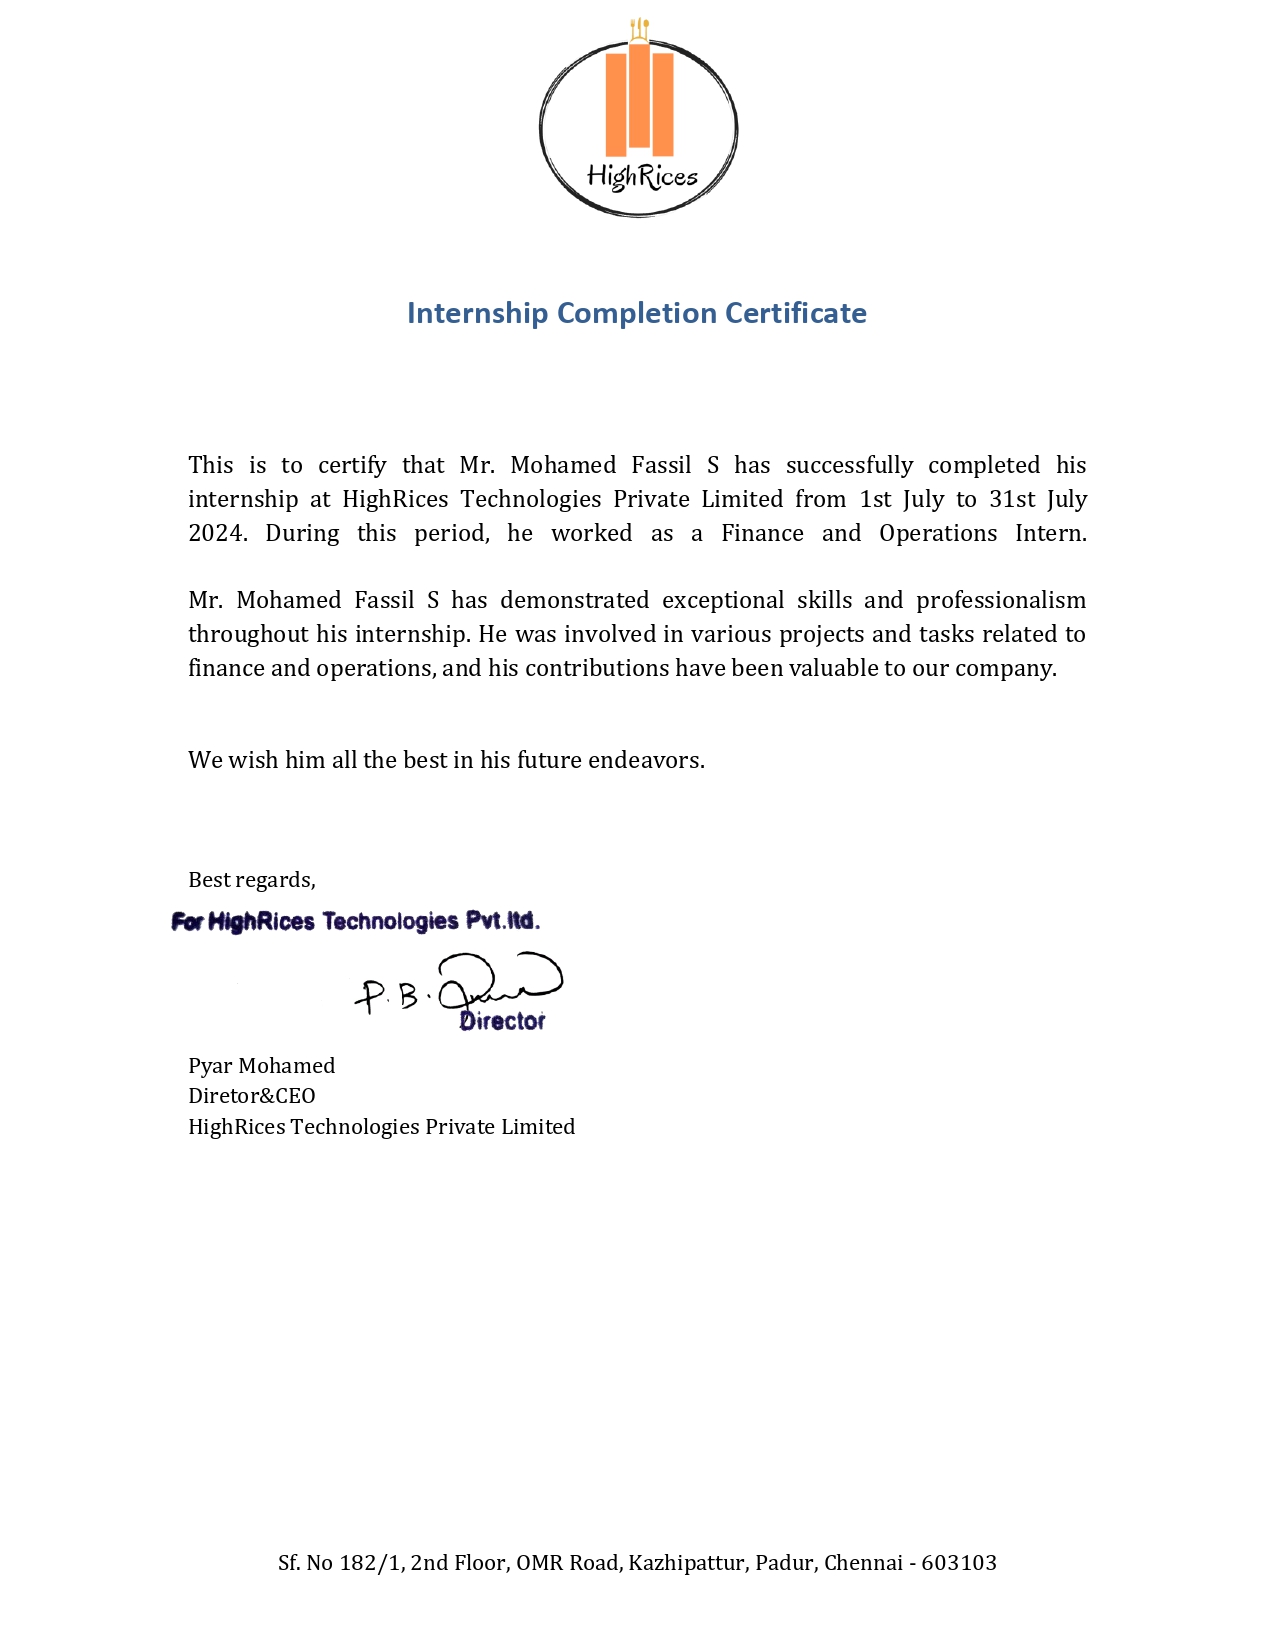 HighRices
Internship Completion Certificate
This is to certify that Mr. Mohamed Fassil S has successfully completed his
internship at HighRices Technologies Private Limited from 1st July to 31st July
2024. During this period, he worked as a Finance and Operations Intern.
Mr. Mohamed Fassil S has demonstrated exceptional skills and professionalism
throughout his internship. He was involved in various projects and tasks related to
finance and operations, and his contributions have been valuable to our company.
We wish him all the best in his future endeavors.
Best regards,
For HighRices Technologies Pvt.ltd.
P.B.
Director
Pyar Mohamed
Diretor&CEO
HighRices Technologies Private Limited
Sf. No 182/1, 2nd Floor, OMR Road, Kazhipattur, Padur, Chennai - 603103